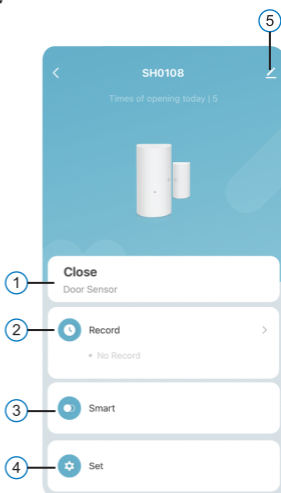 5
SH0108
Times of opening today | 5
1
Close
Door Sensor
2
Record
• No Record
3
Smart
4
Set